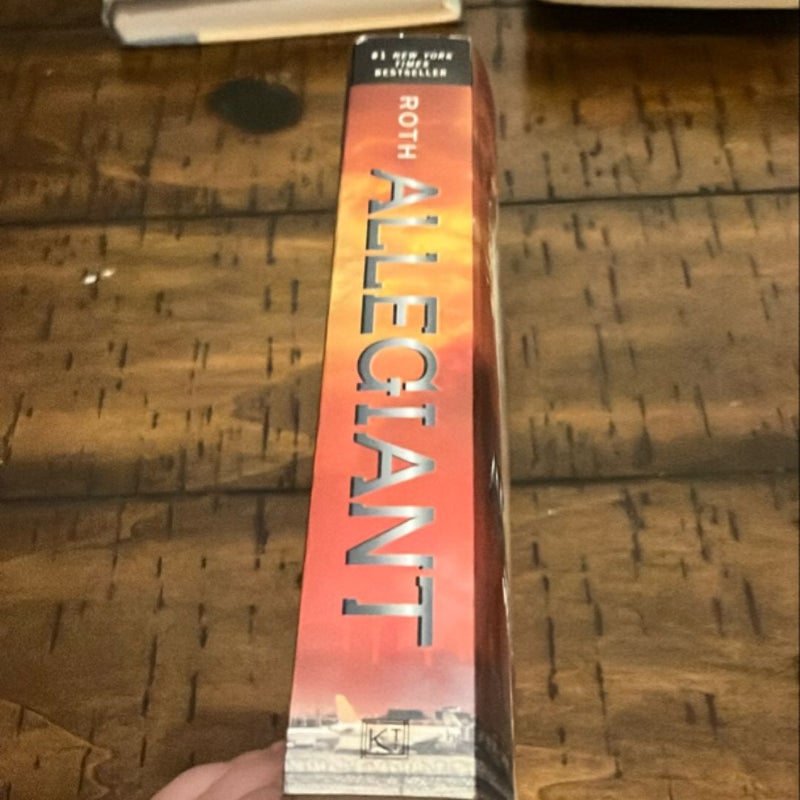 #1 NEW YORK
TIMES
BESTSELLER
ROTH
ALLEGIANT
KT